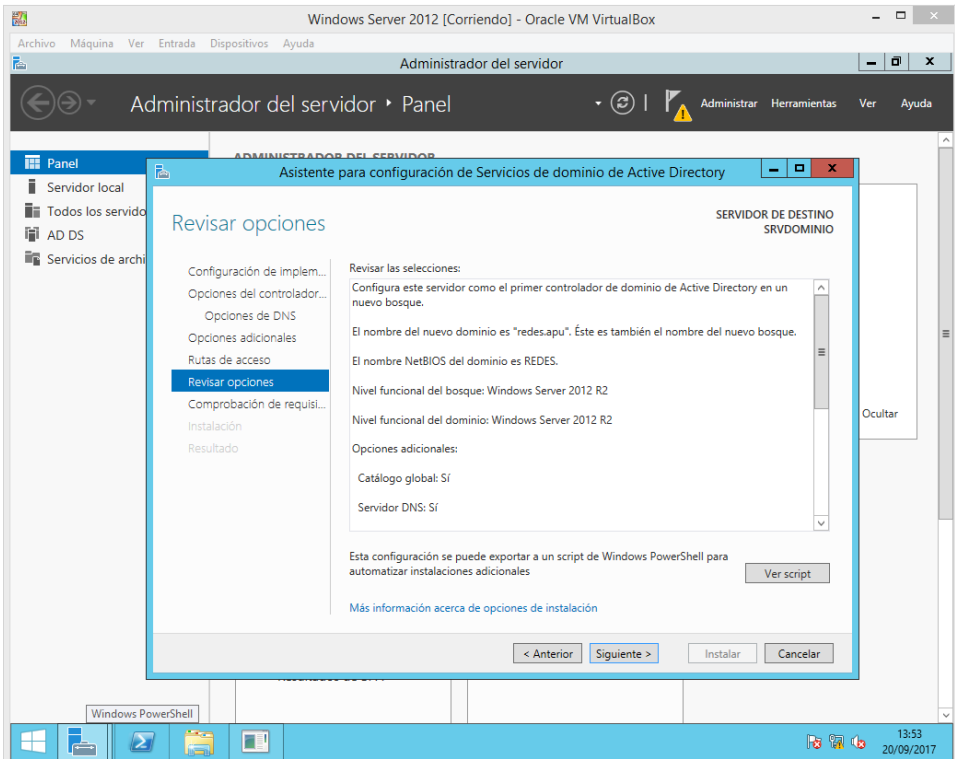 Windows Server 2012 [Corriendo] - Oracle VM VirtualBox
Archivo Máquina Ver Entrada Dispositivos Ayuda
Administrador del servidor
Administrador del servidor • Panel
Administrar Herramientas Ver Ayuda
Panel
Servidor local
Todos los servido
AD DS
Servicios de archi
ADMINISTRADOR DEL SERVIDOR
Asistente para configuración de Servicios de dominio de Active Directory
Revisar opciones
SERVIDOR DE DESTINO
SRVDOMINIO
Configuración de implem...
Opciones del controlador...
Opciones de DNS
Opciones adicionales
Rutas de acceso
Revisar opciones
Comprobación de requisi...
Instalación
Resultado
Revisar las selecciones:
Configura este servidor como el primer controlador de dominio de Active Directory en un
nuevo bosque.
El nombre del nuevo dominio es "redes.apu". Éste es también el nombre del nuevo bosque.
El nombre NetBIOS del dominio es REDES.
Nivel funcional del bosque: Windows Server 2012 R2
Nivel funcional del dominio: Windows Server 2012 R2
Opciones adicionales:
Catálogo global: Sí
Servidor DNS: Sí
Esta configuración se puede exportar a un script de Windows PowerShell para
automatizar instalaciones adicionales
Ver script
Más información acerca de opciones de instalación
< Anterior Siguiente > Instalar Cancelar
Ocultar
Windows PowerShell
13:53
20/09/2017